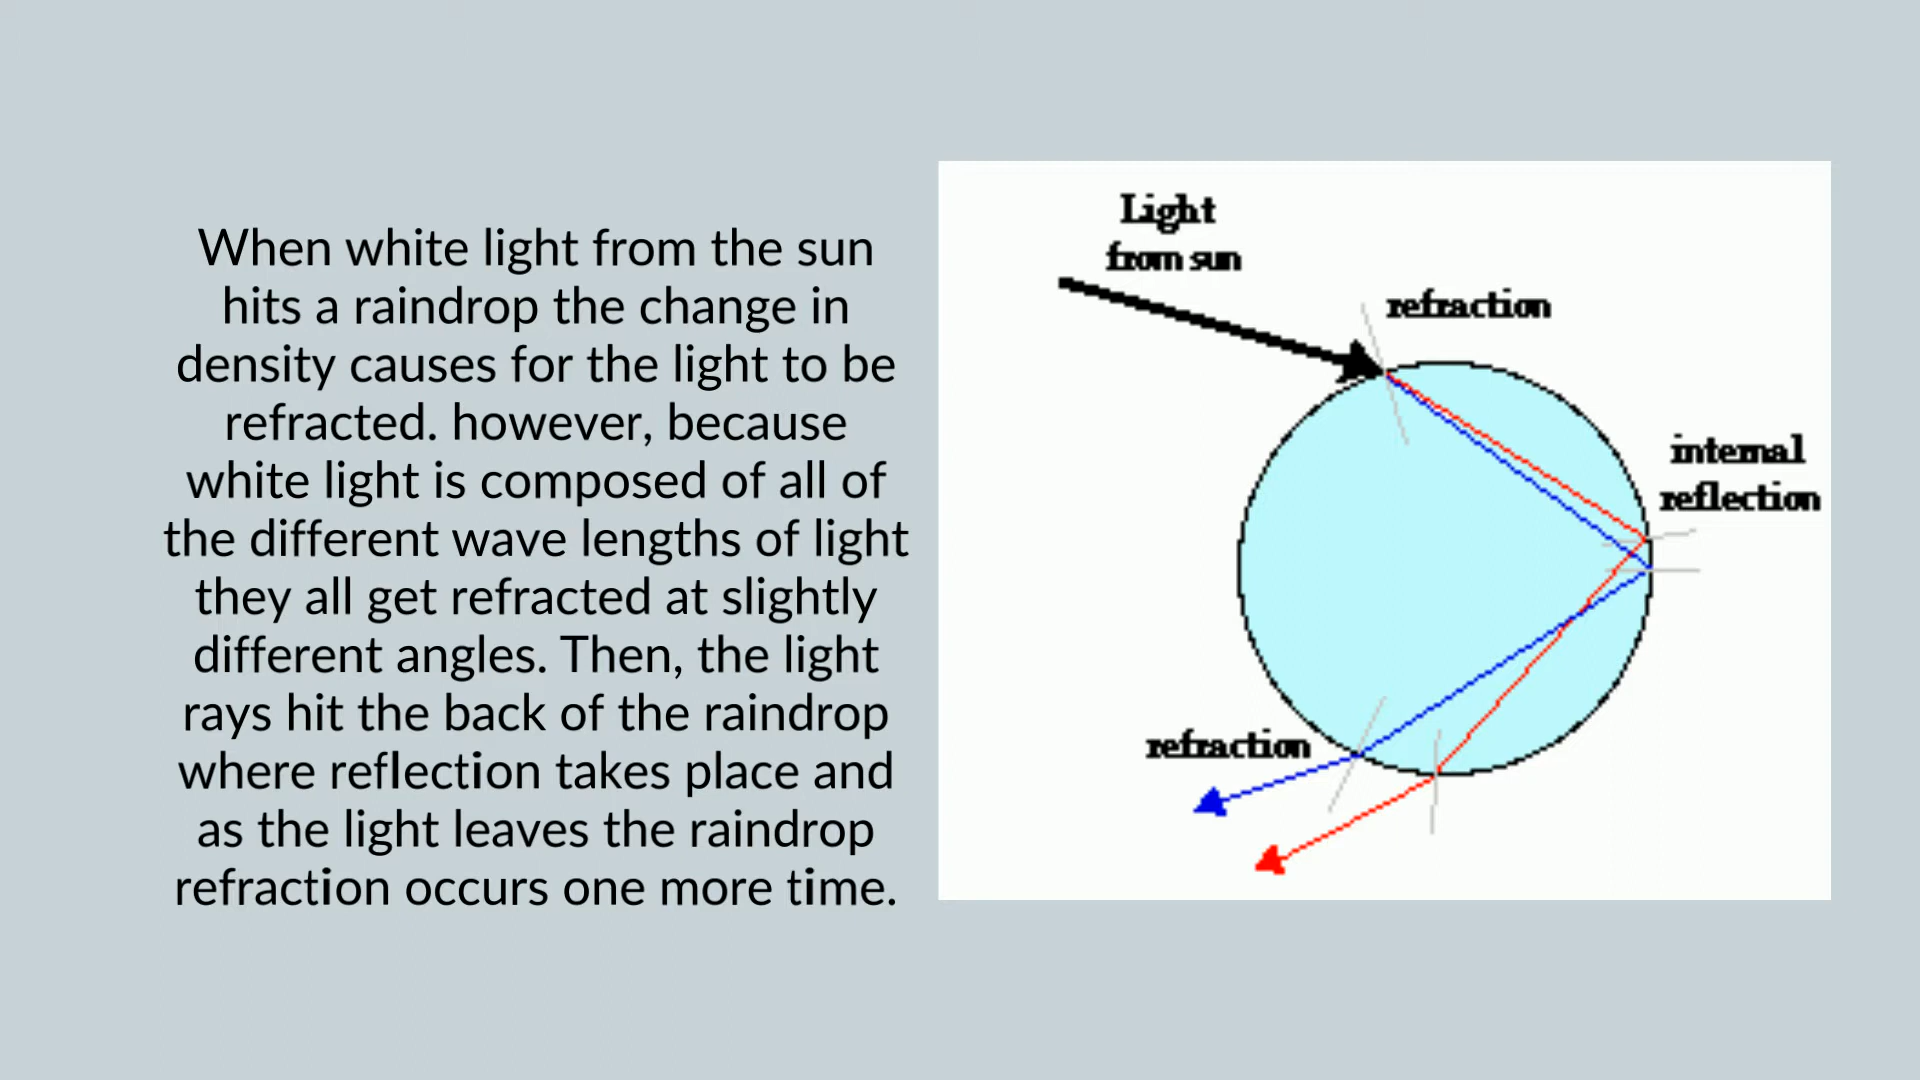 When white light from the sun
hits a raindrop the change in
density causes for the light to be
refracted. however, because
white light is composed of all of
the different wave lengths of light
they all get refracted at slightly
different angles. Then, the light
rays hit the back of the raindrop
where reflection takes place and
as the light leaves the raindrop
refraction occurs one more time.
Light
from sun
refraction
internal
reflection
refraction